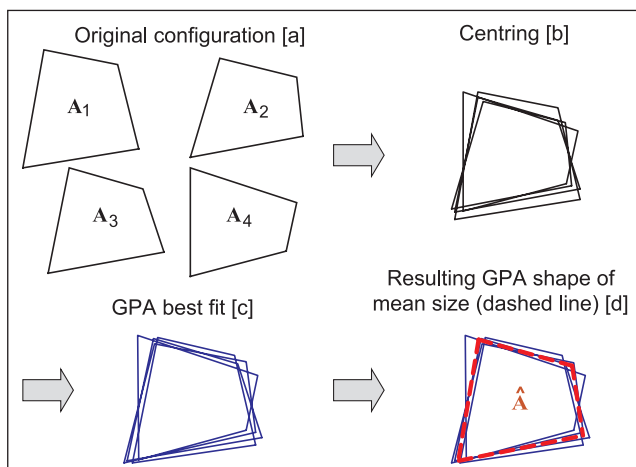 Original configuration [a]
Centring [b]
A1
A2
A3
A4
GPA best fit [c]
Resulting GPA shape of
mean size (dashed line) [d]
Â